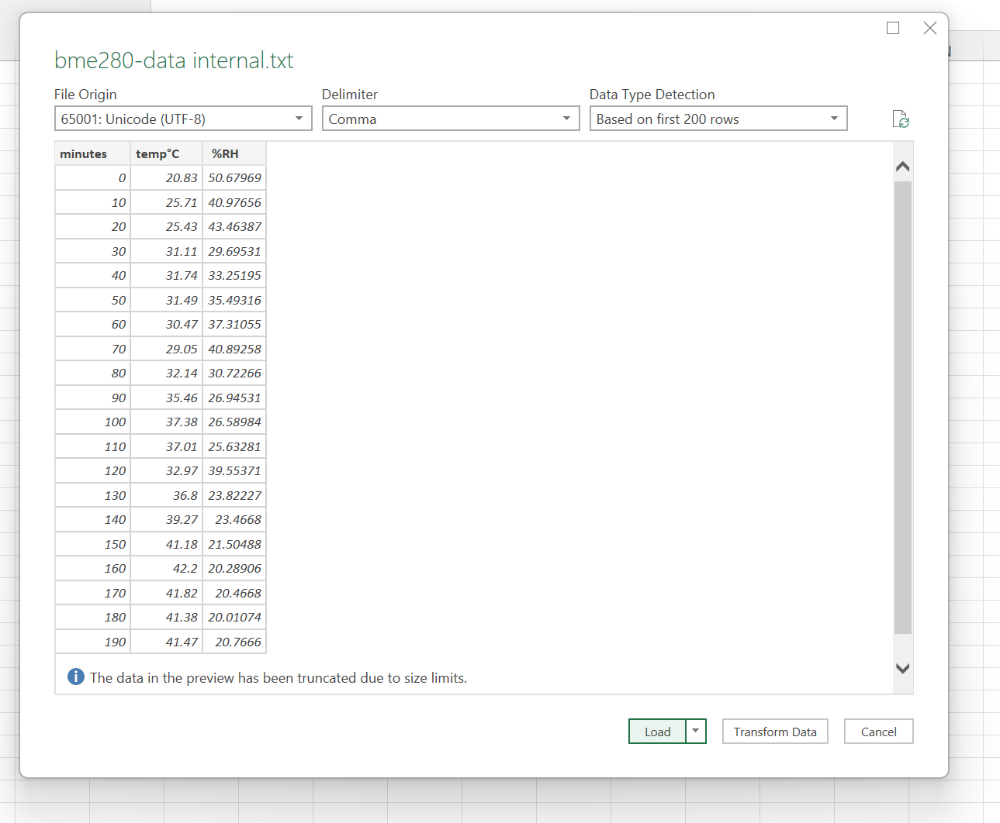 bme280-data internal.txt
File Origin Delimiter Data Type Detection
65001: Unicode (UTF-8) Comma Based on first 200 rows
minutes temp°C %RH
0 20.83 50.67969
10 25.71 40.97656
20 25.43 43.46387
30 31.11 29.69531
40 31.74 33.25195
50 31.49 35.49316
60 30.47 37.31055
70 29.05 40.89258
80 32.14 30.72266
90 35.46 26.94531
100 37.38 26.58984
110 37.01 25.63281
120 32.97 39.55371
130 36.8 23.82227
140 39.27 23.4668
150 41.18 21.50488
160 42.2 20.28906
170 41.82 20.4668
180 41.38 20.01074
190 41.47 20.7666
The data in the preview has been truncated due to size limits.
Load Transform Data Cancel